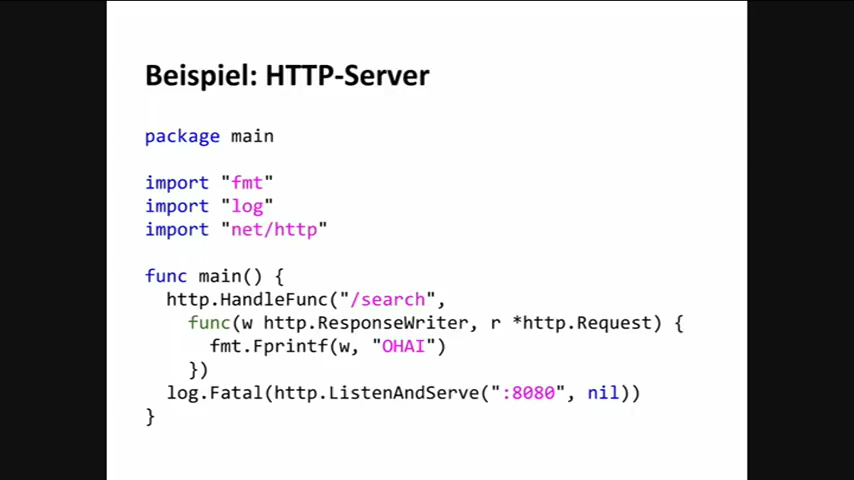 Beispiel: HTTP-Server
package main
import "fmt"
import "log"
import "net/http"
func main() {
http.HandleFunc("/search",
func(w http.ResponseWriter, r *http.Request) {
fmt.Fprintf(w, "OHAI")
})
log.Fatal(http.ListenAndServe(":8080", nil))
}